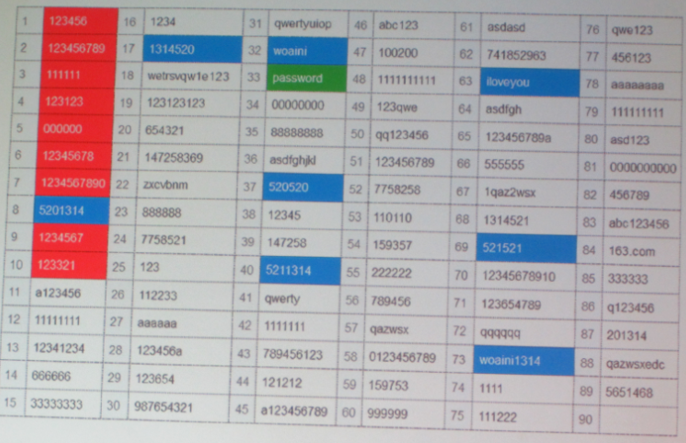 1 123456 16 1234 31 qwertyuiop 46 abc123 61 asdasd 76 qwe123
2 123456789 17 1314520 32 woaini 47 100200 62 741852963 77 456123
3 111111 18 wetrsvqw1e123 33 password 48 1111111111 63 iloveyou 78 aaaaaaaa
4 123123 19 123123123 34 00000000 49 123qwe 64 asdfgh 79 111111111
5 000000 20 654321 35 88888888 50 qq123456 65 123456789a 80 asd123
6 12345678 21 147258369 36 asdfghjkl 51 123456789 66 555555 81 0000000000
7 1234567890 22 zxcvbnm 37 520520 52 7758258 67 1qaz2wsx 82 456789
8 5201314 23 888888 38 12345 53 110110 68 1314521 83 abc123456
9 1234567 24 7758521 39 147258 54 159357 69 521521 84 163.com
10 123321 25 123 40 5211314 55 222222 70 12345678910 85 333333
11 a123456 26 112233 41 qwerty 56 789456 71 123654789 86 q123456
12 11111111 27 aaaaaa 42 1111111 57 qazwsx 72 qqqqqq 87 201314
13 12341234 28 123456a 43 789456123 58 0123456789 73 woaini1314 88 qazwsxedc
14 666666 29 123654 44 121212 59 159753 74 1111 89 5651468
15 33333333 30 987654321 45 a123456789 60 999999 75 111222 90